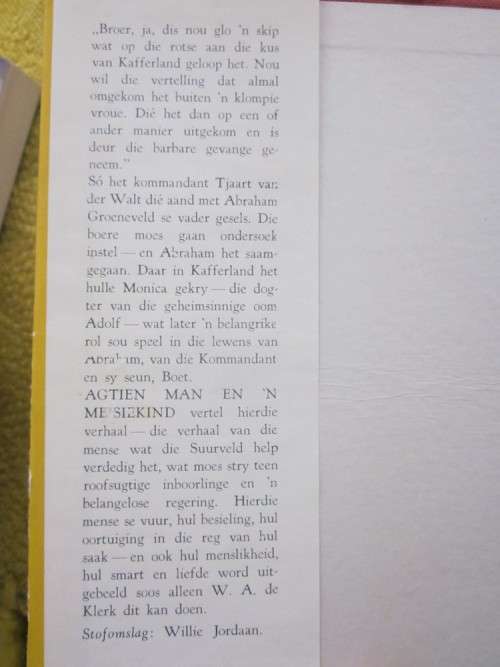 „Broer, ja, dis nou glo 'n skip
wat op die rotse aan die kus
van Kafferland geloop het. Nou
wil die vertelling dat almal
omgekom het buiten 'n klompie
vroue. Dié het dan op een of
ander manier uitgekom en is
deur die barbare gevange ge-
neem."
Só het kommandant Tjaart van
der Walt dié aand met Abraham
Groeneveld se vader gesels. Die
boere moes gaan ondersoek
instel — en Abraham het saam-
gegaan. Daar in Kafferland het
hulle Monica gekry — die dog-
ter van die geheimsinnige oom
Adolf — wat later 'n belangrike
rol sou speel in die lewens van
Abraham, van die Kommandant
en sy seun, Boet.
AGTIEN MAN EN 'N
MEISIEKIND vertel hierdie
verhaal — die verhaal van die
mense wat die Suurveld help
verdedig het, wat moes stry teen
roofsugtige inboorlinge en 'n
belangelose regering. Hierdie
mense se vuur, hul besieling, hul
oortuiging in die reg van hul
saak — en ook hul menslikheid,
hul smart en liefde word uit-
gebeeld soos alleen W. A. de
Klerk dit kan doen.
Stofomslag: Willie Jordaan.